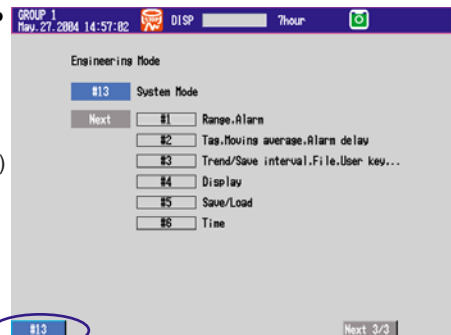 GROUP 1
May.27.2004 14:57:02 DISP 7hour
Engineering Mode
#13 System Mode
Next #1 Range.Alarm
#2 Tag.Moving average.Alarm delay
#3 Trend/Save interval.File.User key...
#4 Display
#5 Save/Load
#6 Time
)
#13 Next 3/3